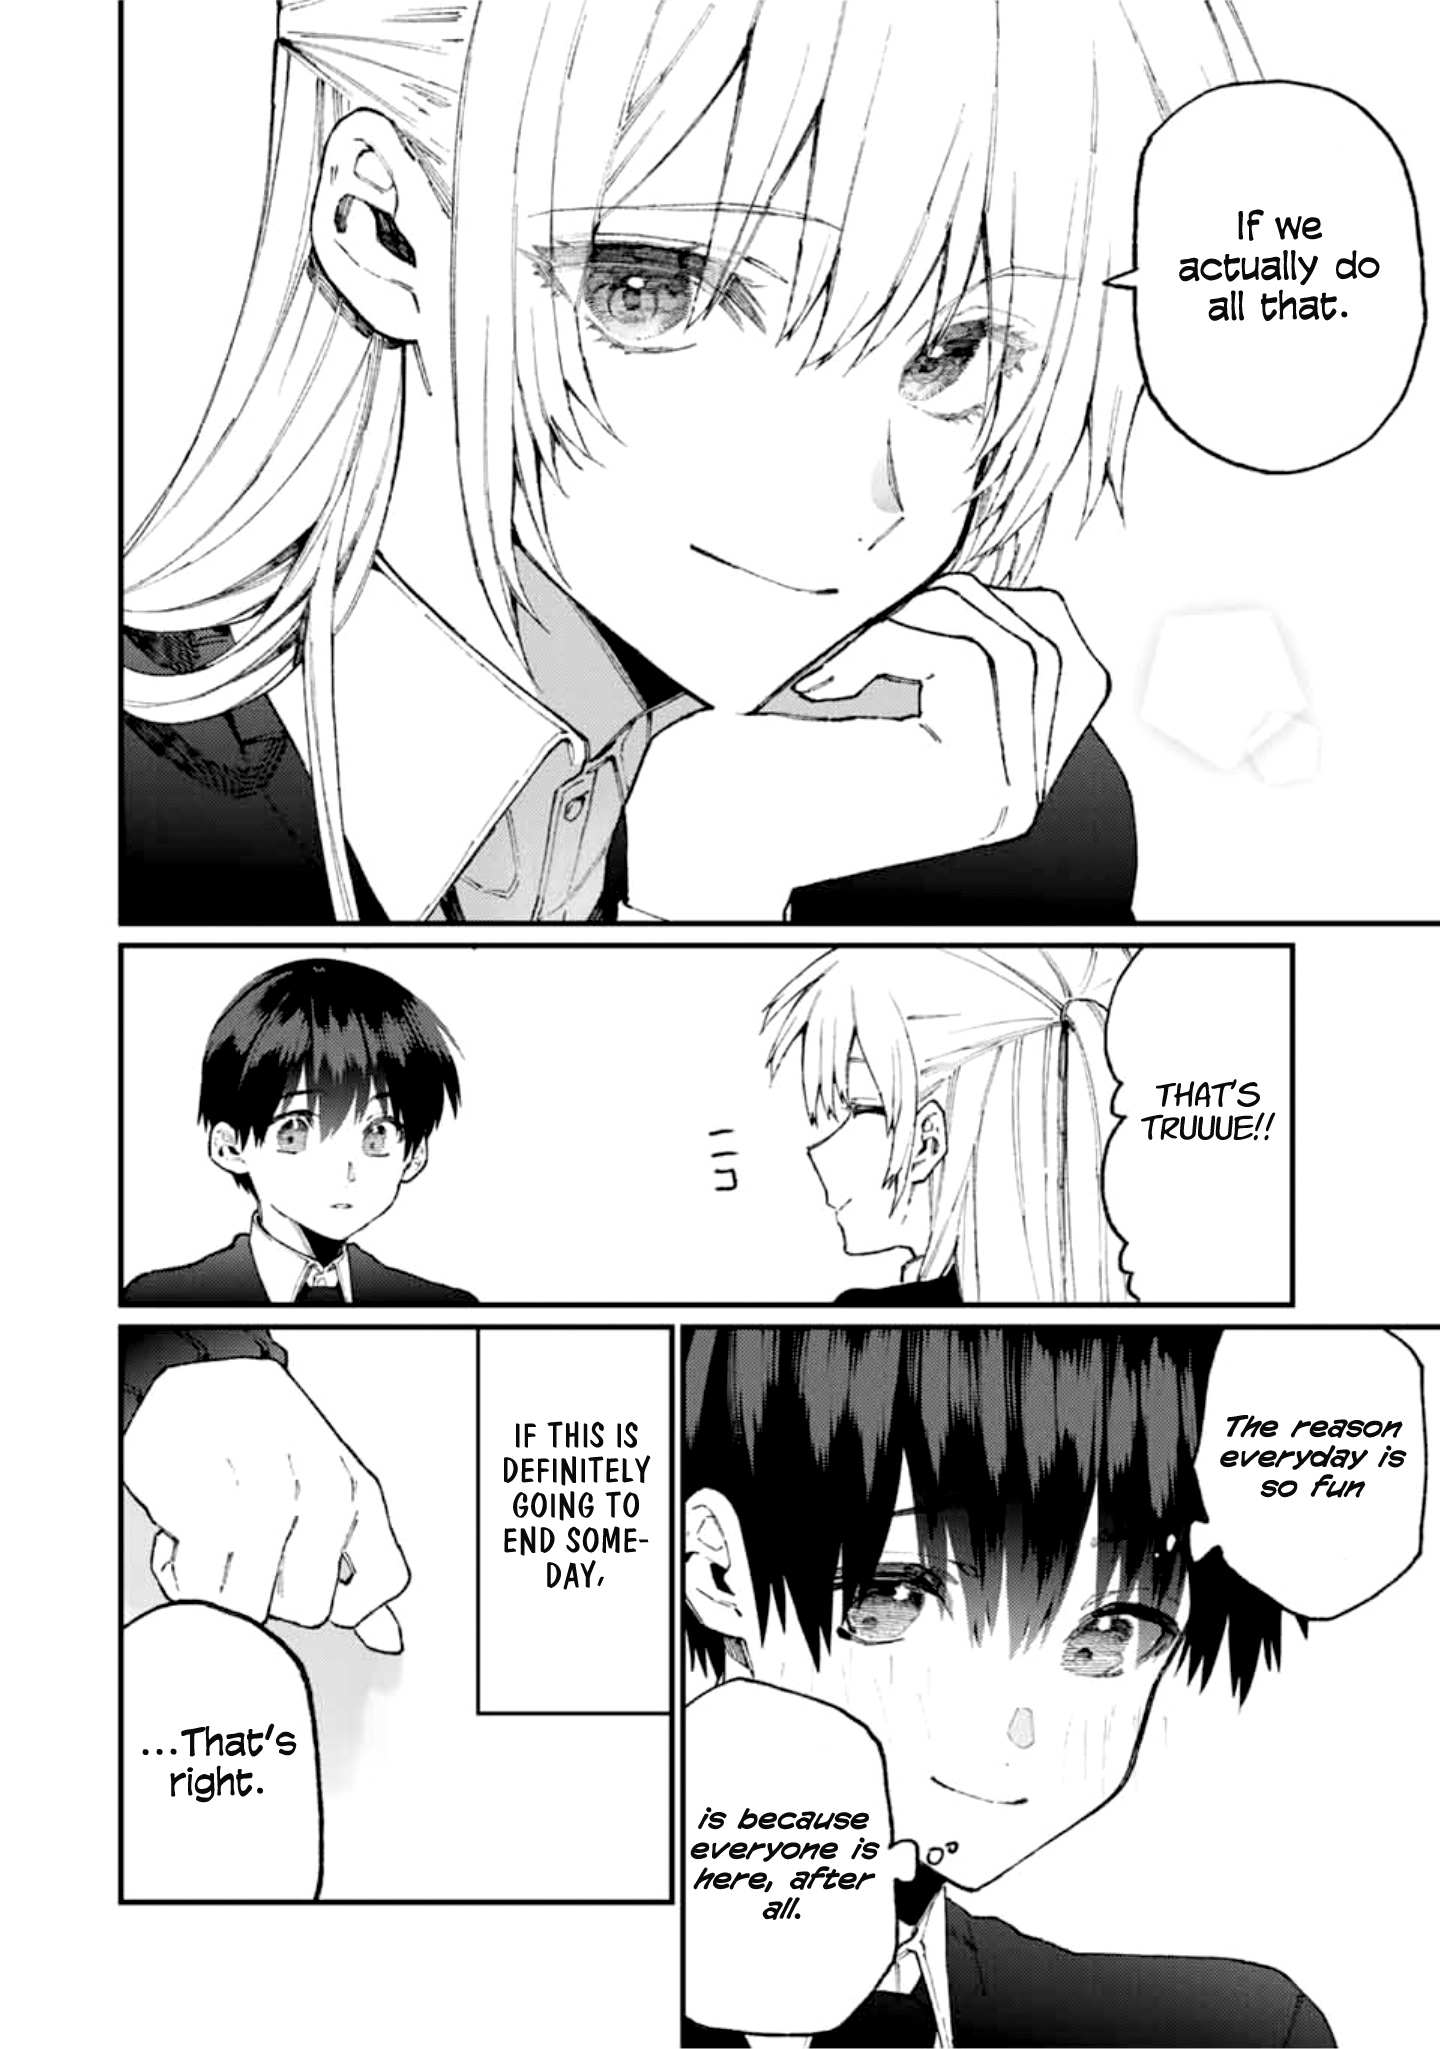 If we
actually do
all that.
THAT'S
TRUUUE!!
ニコ
The reason
everyday is
so fun
is because
everyone is
here, after
all.
IF THIS IS
DEFINITELY
GOING TO
END SOME-
DAY,
...That's
right.